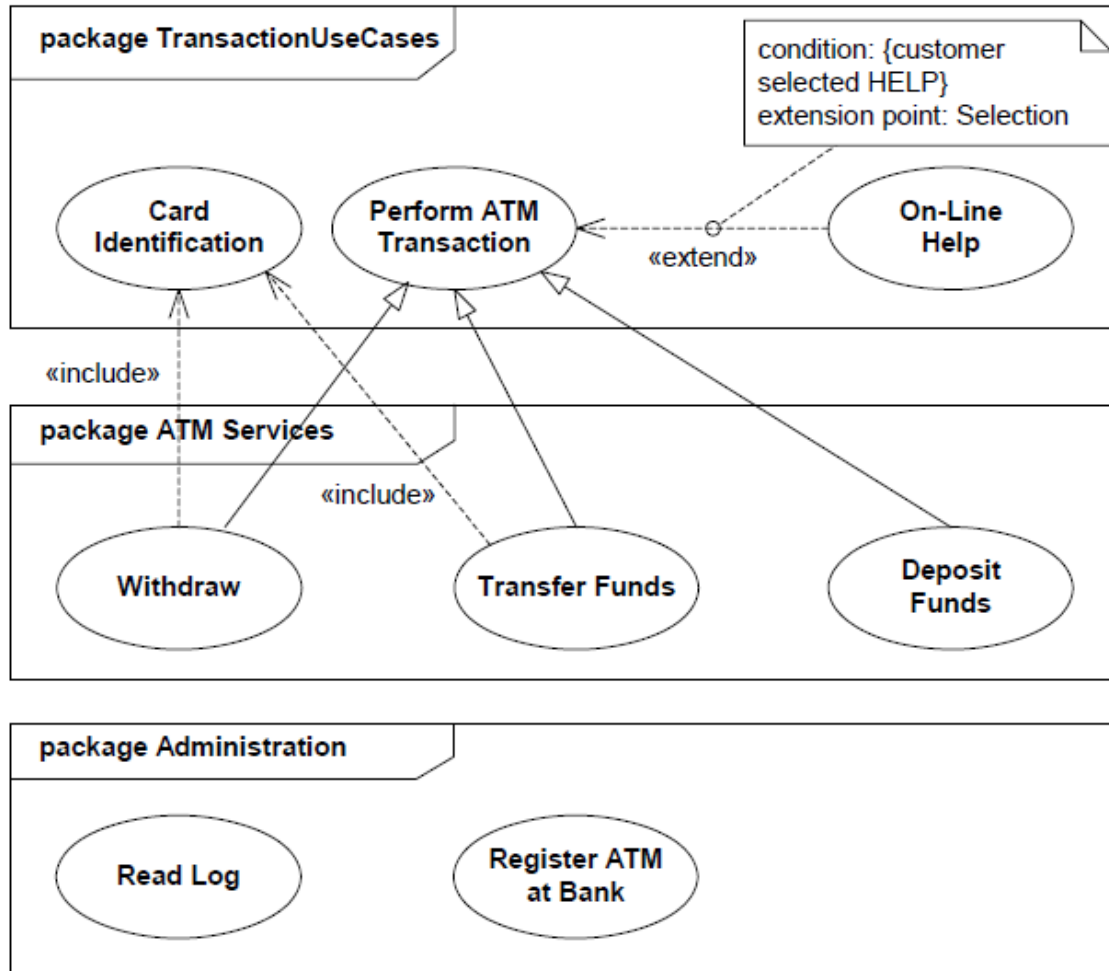 package TransactionUseCases
condition: {customer
selected HELP}
extension point: Selection
Card
Identification
Perform ATM
Transaction
On-Line
Help
«extend»
«include»
package ATM Services
«include»
Withdraw
Transfer Funds
Deposit
Funds
package Administration
Read Log
Register ATM
at Bank